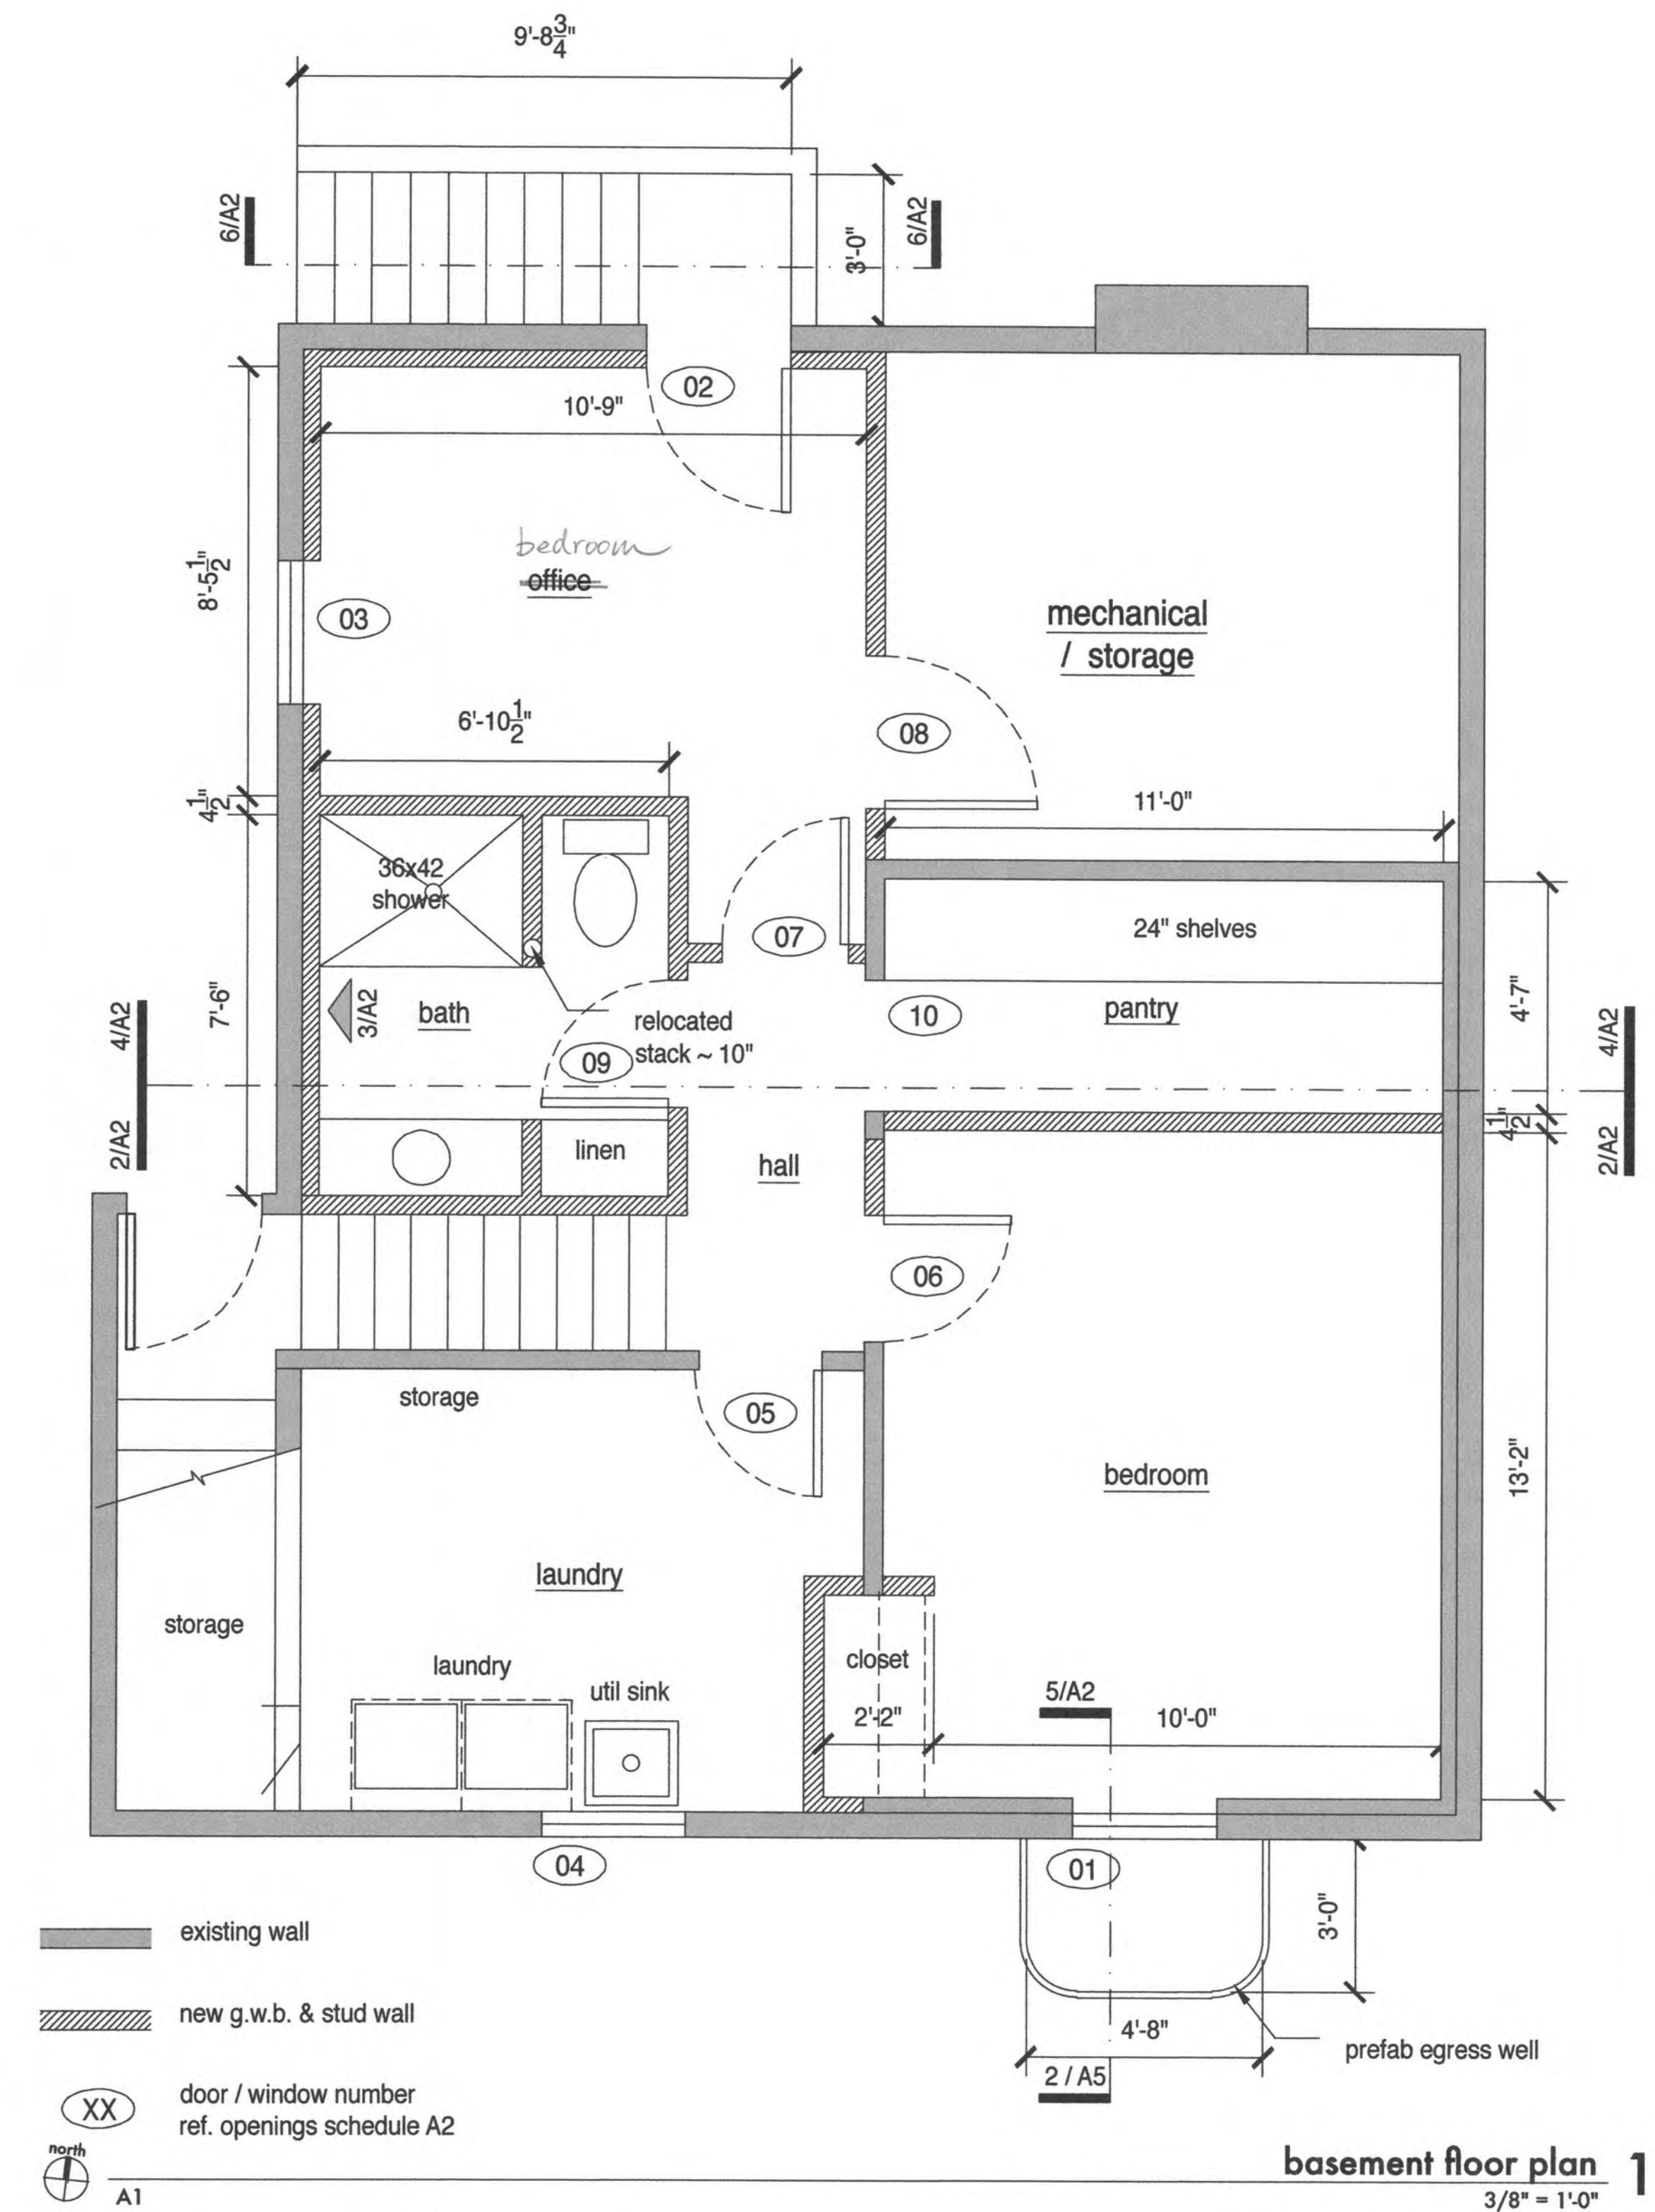 9'-8 3/4"
6/A2
6/A2
3'-0"
02
10'-9"
bedroom
office
03
8'-5 1/2"
mechanical
/ storage
6'-10 1/2"
08
4 1/2"
11'-0"
36x42
shower
07
24" shelves
7'-6"
3/A2
bath
relocated
stack ~ 10"
09
10
pantry
4'-7"
4/A2
2/A2
4/A2
2/A2
4 1/2"
linen
hall
06
storage
05
bedroom
13'-2"
laundry
storage
laundry
util sink
closet
2'-2"
5/A2
10'-0"
04
01
3'-0"
4'-8"
2 / A5
prefab egress well
existing wall
new g.w.b. & stud wall
XX
door / window number
ref. openings schedule A2
north
A1
basement floor plan 1
3/8" = 1'-0"